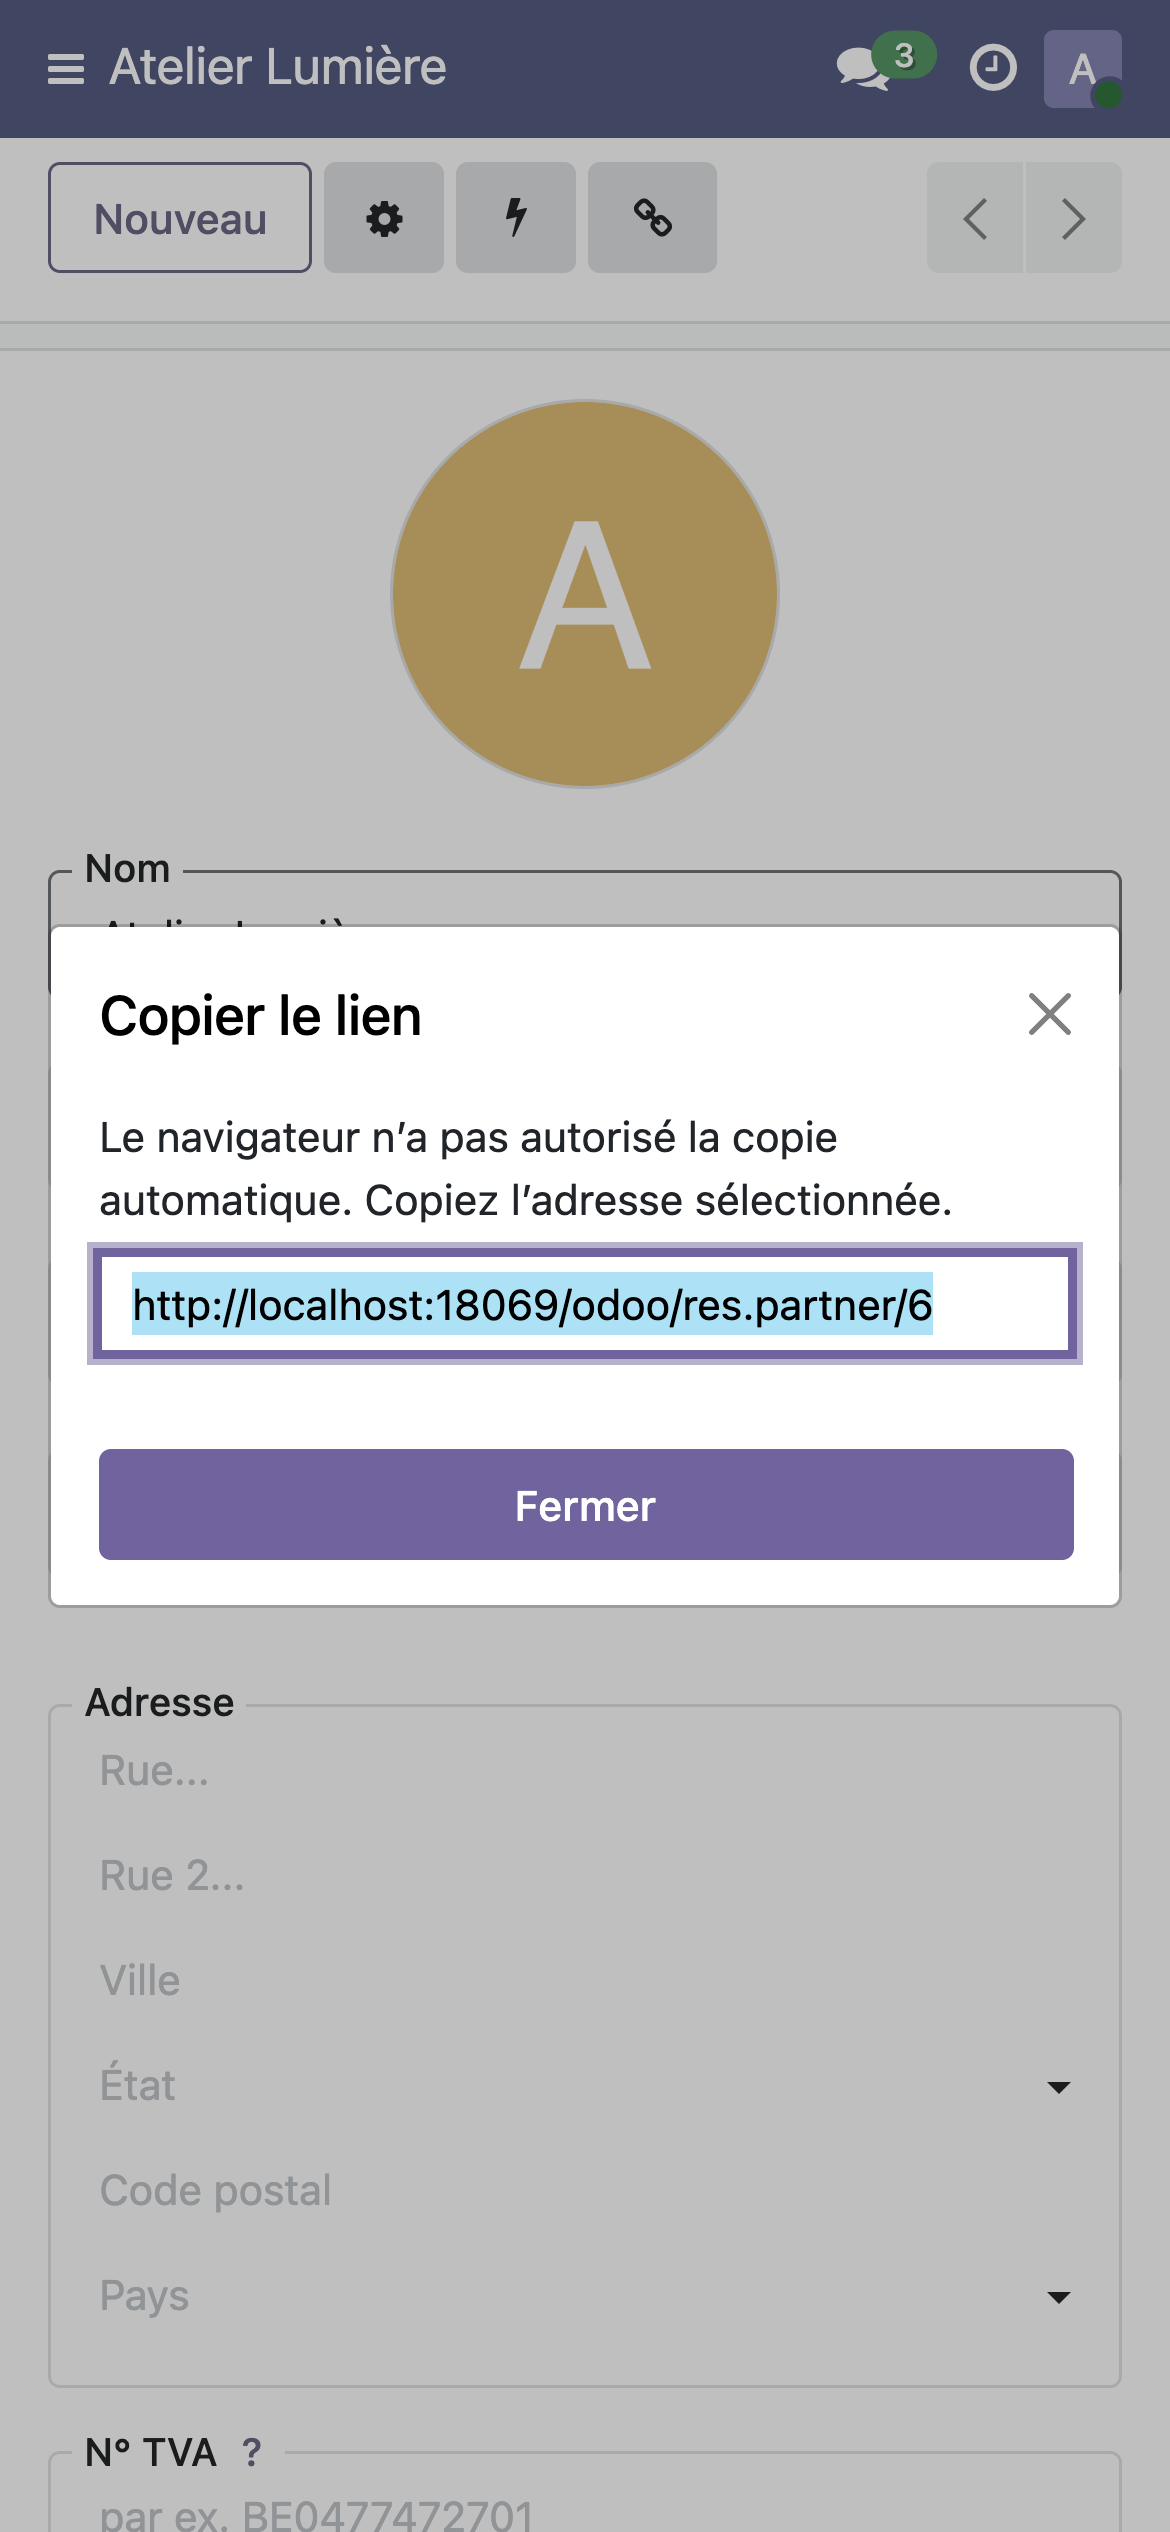 Atelier Lumière
3
A
Nouveau
A
Nom
Atelier Lumière
Copier le lien
Le navigateur n’a pas autorisé la copie
automatique. Copiez l’adresse sélectionnée.
http://localhost:18069/odoo/res.partner/6
Fermer
Adresse
Rue...
Rue 2...
Ville
État
Code postal
Pays
N° TVA ?
par ex. BE0477472701